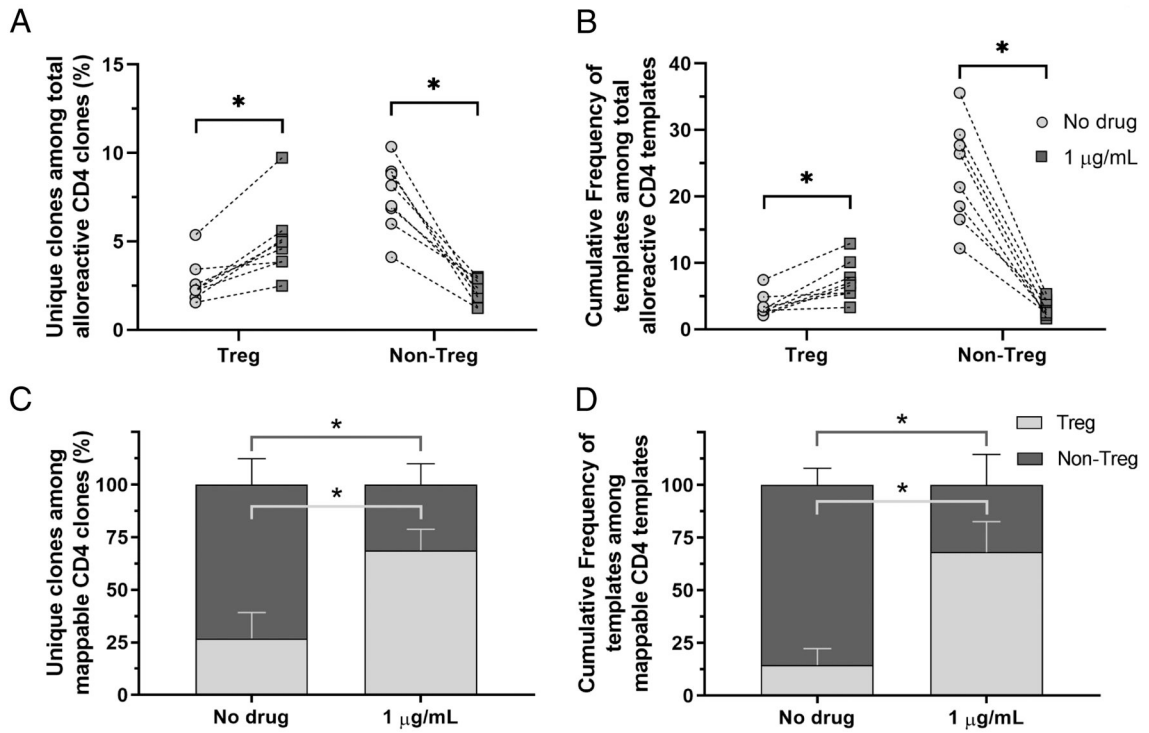 A
Unique clones among total
alloreactive CD4 clones (%)
15
10
5
0
*
*
Treg
Non-Treg
B
Cumulative Frequency of
templates among total
alloreactive CD4 templates
40
30
20
10
0
*
*
Treg
Non-Treg
No drug
1 μg/mL
C
Unique clones among
mappable CD4 clones (%)
100
75
50
25
0
*
*
No drug
1 μg/mL
D
Cumulative Frequency of
templates among
mappable CD4 templates
100
75
50
25
0
*
*
No drug
1 μg/mL
Treg
Non-Treg